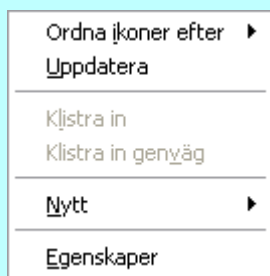 Ordna ikoner efter
Uppdatera
Klistra in
Klistra in genväg
Nytt
Egenskaper